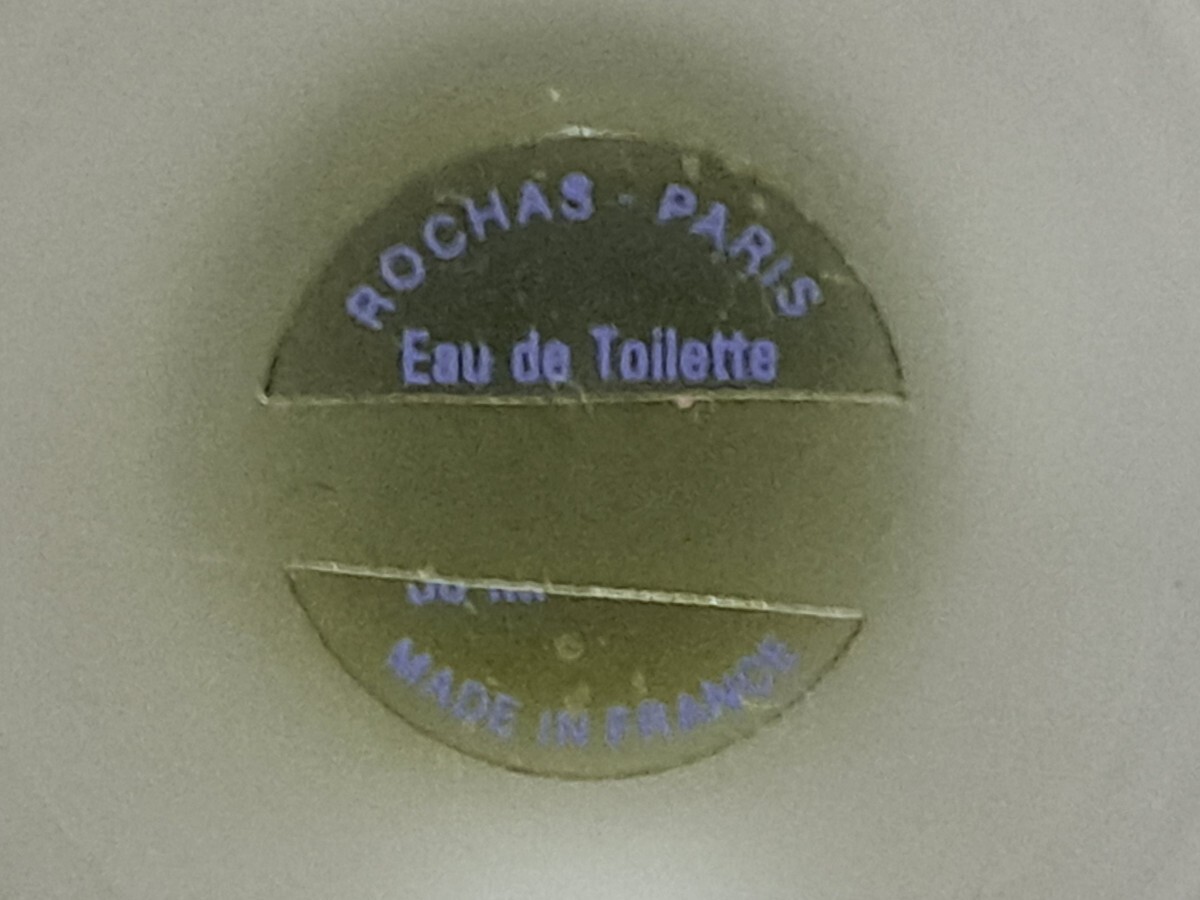 ROCHAS - PARIS
Eau de Toilette
MADE IN FRANCE